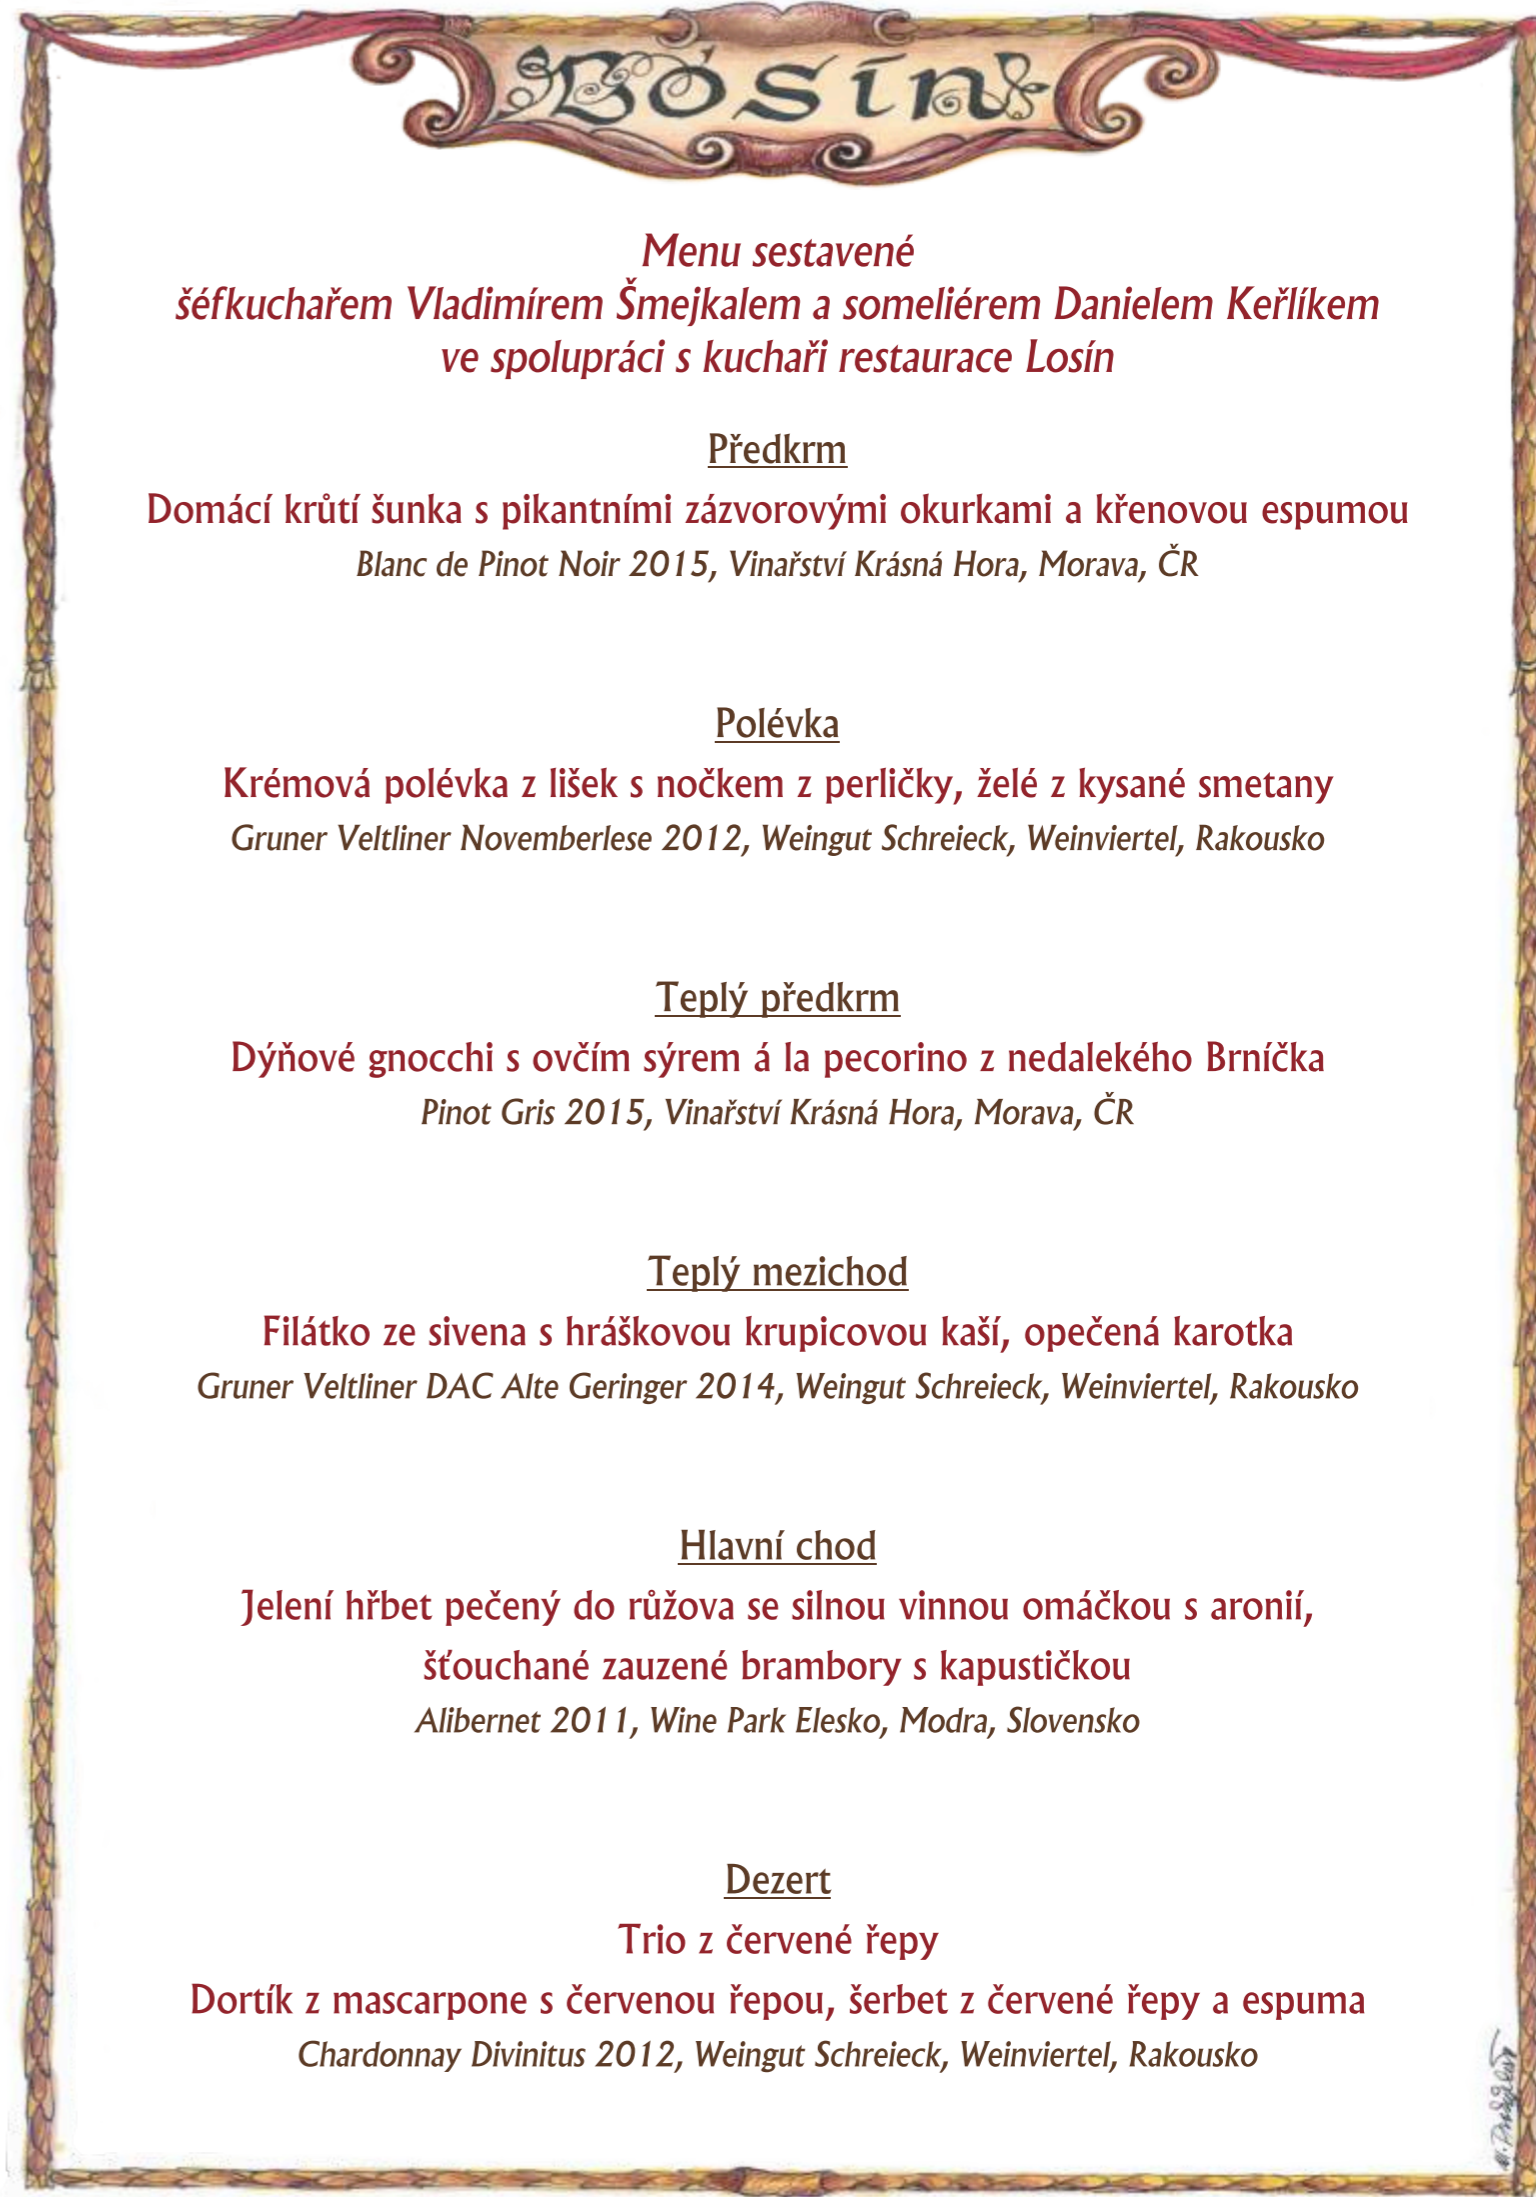 Losín
Menu sestavené
šéfkuchařem Vladimírem Šmejkalem a someliérem Danielem Keřlíkem
ve spolupráci s kuchaři restaurace Losín
Předkrm
Domácí krůtí šunka s pikantními zázvorovými okurkami a křenovou espumou
Blanc de Pinot Noir 2015, Vinařství Krásná Hora, Morava, ČR
Polévka
Krémová polévka z lišek s nočkem z perličky, želé z kysané smetany
Gruner Veltliner Novemberlese 2012, Weingut Schreieck, Weinviertel, Rakousko
Teplý předkrm
Dýňové gnocchi s ovčím sýrem á la pecorino z nedalekého Brníčka
Pinot Gris 2015, Vinařství Krásná Hora, Morava, ČR
Teplý mezichod
Filátko ze sivena s hráškovou krupicovou kaší, opečená karotka
Gruner Veltliner DAC Alte Geringer 2014, Weingut Schreieck, Weinviertel, Rakousko
Hlavní chod
Jelení hřbet pečený do růžova se silnou vinnou omáčkou s aronií,
šťouchané zauzené brambory s kapustičkou
Alibernet 2011, Wine Park Elesko, Modra, Slovensko
Dezert
Trio z červené řepy
Dortík z mascarpone s červenou řepou, šerbet z červené řepy a espuma
Chardonnay Divinitus 2012, Weingut Schreieck, Weinviertel, Rakousko